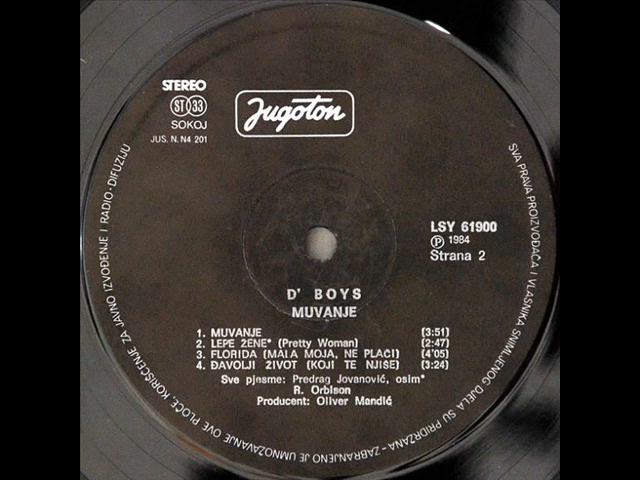 STEREO
ST 33
SOKOJ
JUS. N. N4 201
Jugoton
LSY 61900
Ⓟ 1984
Strana 2
D' BOYS
MUVANJE
1. MUVANJE (3:51)
2. LEPE ŽENE* (Pretty Woman) (2:47)
3. FLORIDA (MALA MOJA, NE PLAČI) (4'05)
4. ĐAVOLJI ŽIVOT (KOJI TE NJIŠE) (3:24)
Sve pjesme: Predrag Jovanović, osim*
R. Orbison
Producent: Oliver Mandić
SVA PRAVA PROIZVOĐAČA I VLASNIKA SNIMLJENOG DJELA SU PRIDRŽANA - ZABRANJENO JE UMNOŽAVANJE OVE PLOČE, KORIŠĆENJE ZA JAVNO IZVOĐENJE I RADIO-DIFUZIJU